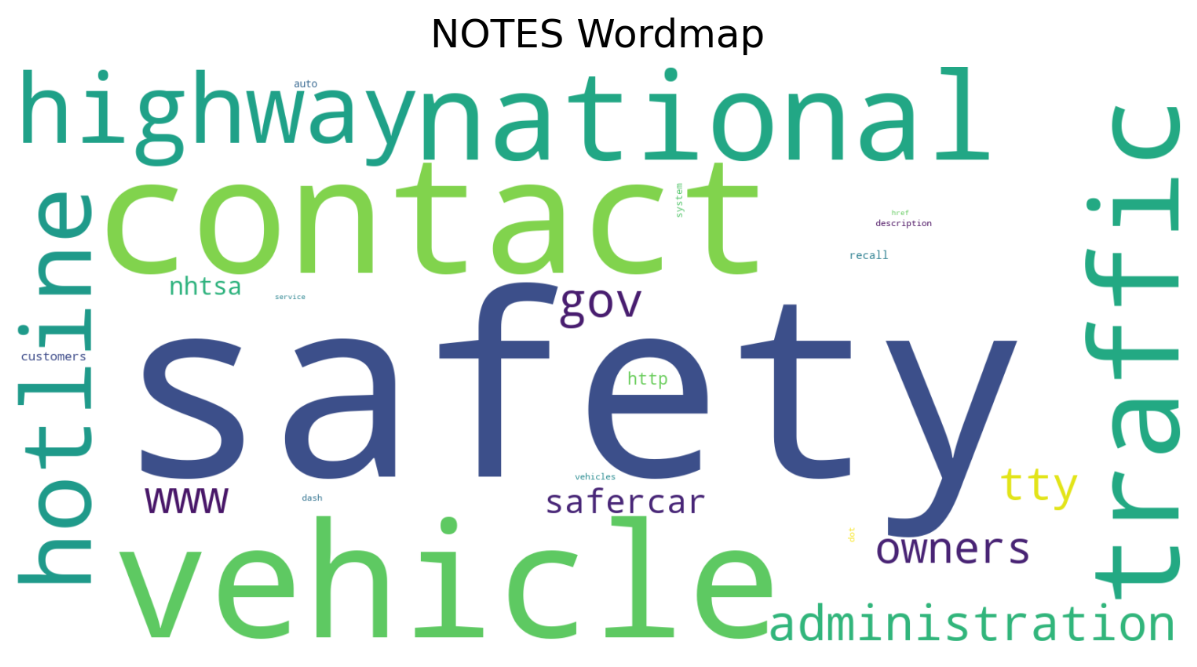 NOTES Wordmap
highway
auto
national
contact
system
traffic
hotline
href
description
recall
nhtsa
service
gov
safety
customers
http
vehicles
www
dash
safercar
tty
dot
owners
vehicle
administration